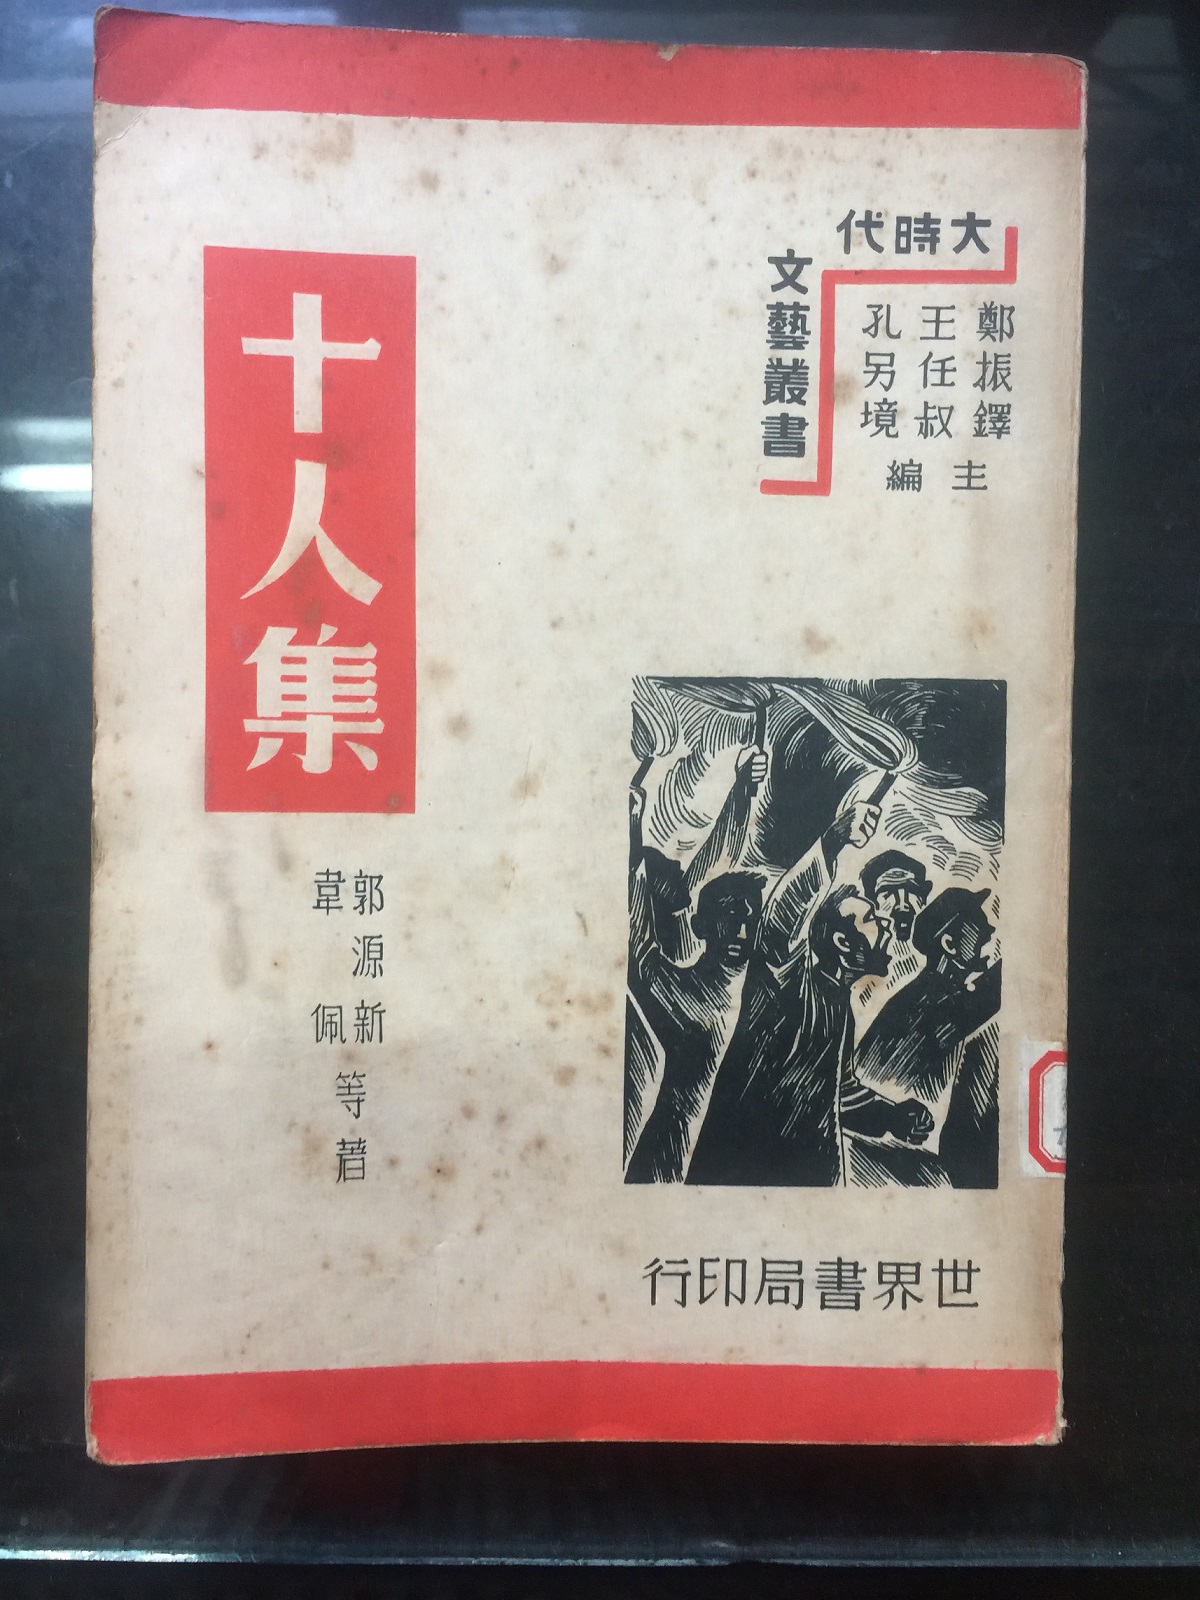 大時代
文藝叢書
鄭振鐸
王任叔
孔另境
主編
十人集
郭源新
韋佩
等著
世界書局印行